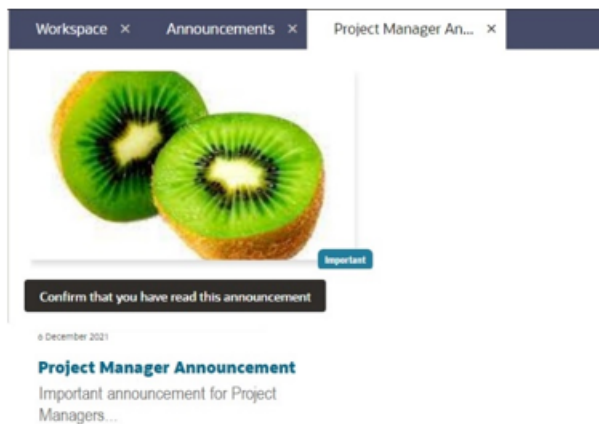 Workspace ×
Announcements ×
Project Manager An... ×
Important
Confirm that you have read this announcement
6 December 2021
Project Manager Announcement
Important announcement for Project
Managers...